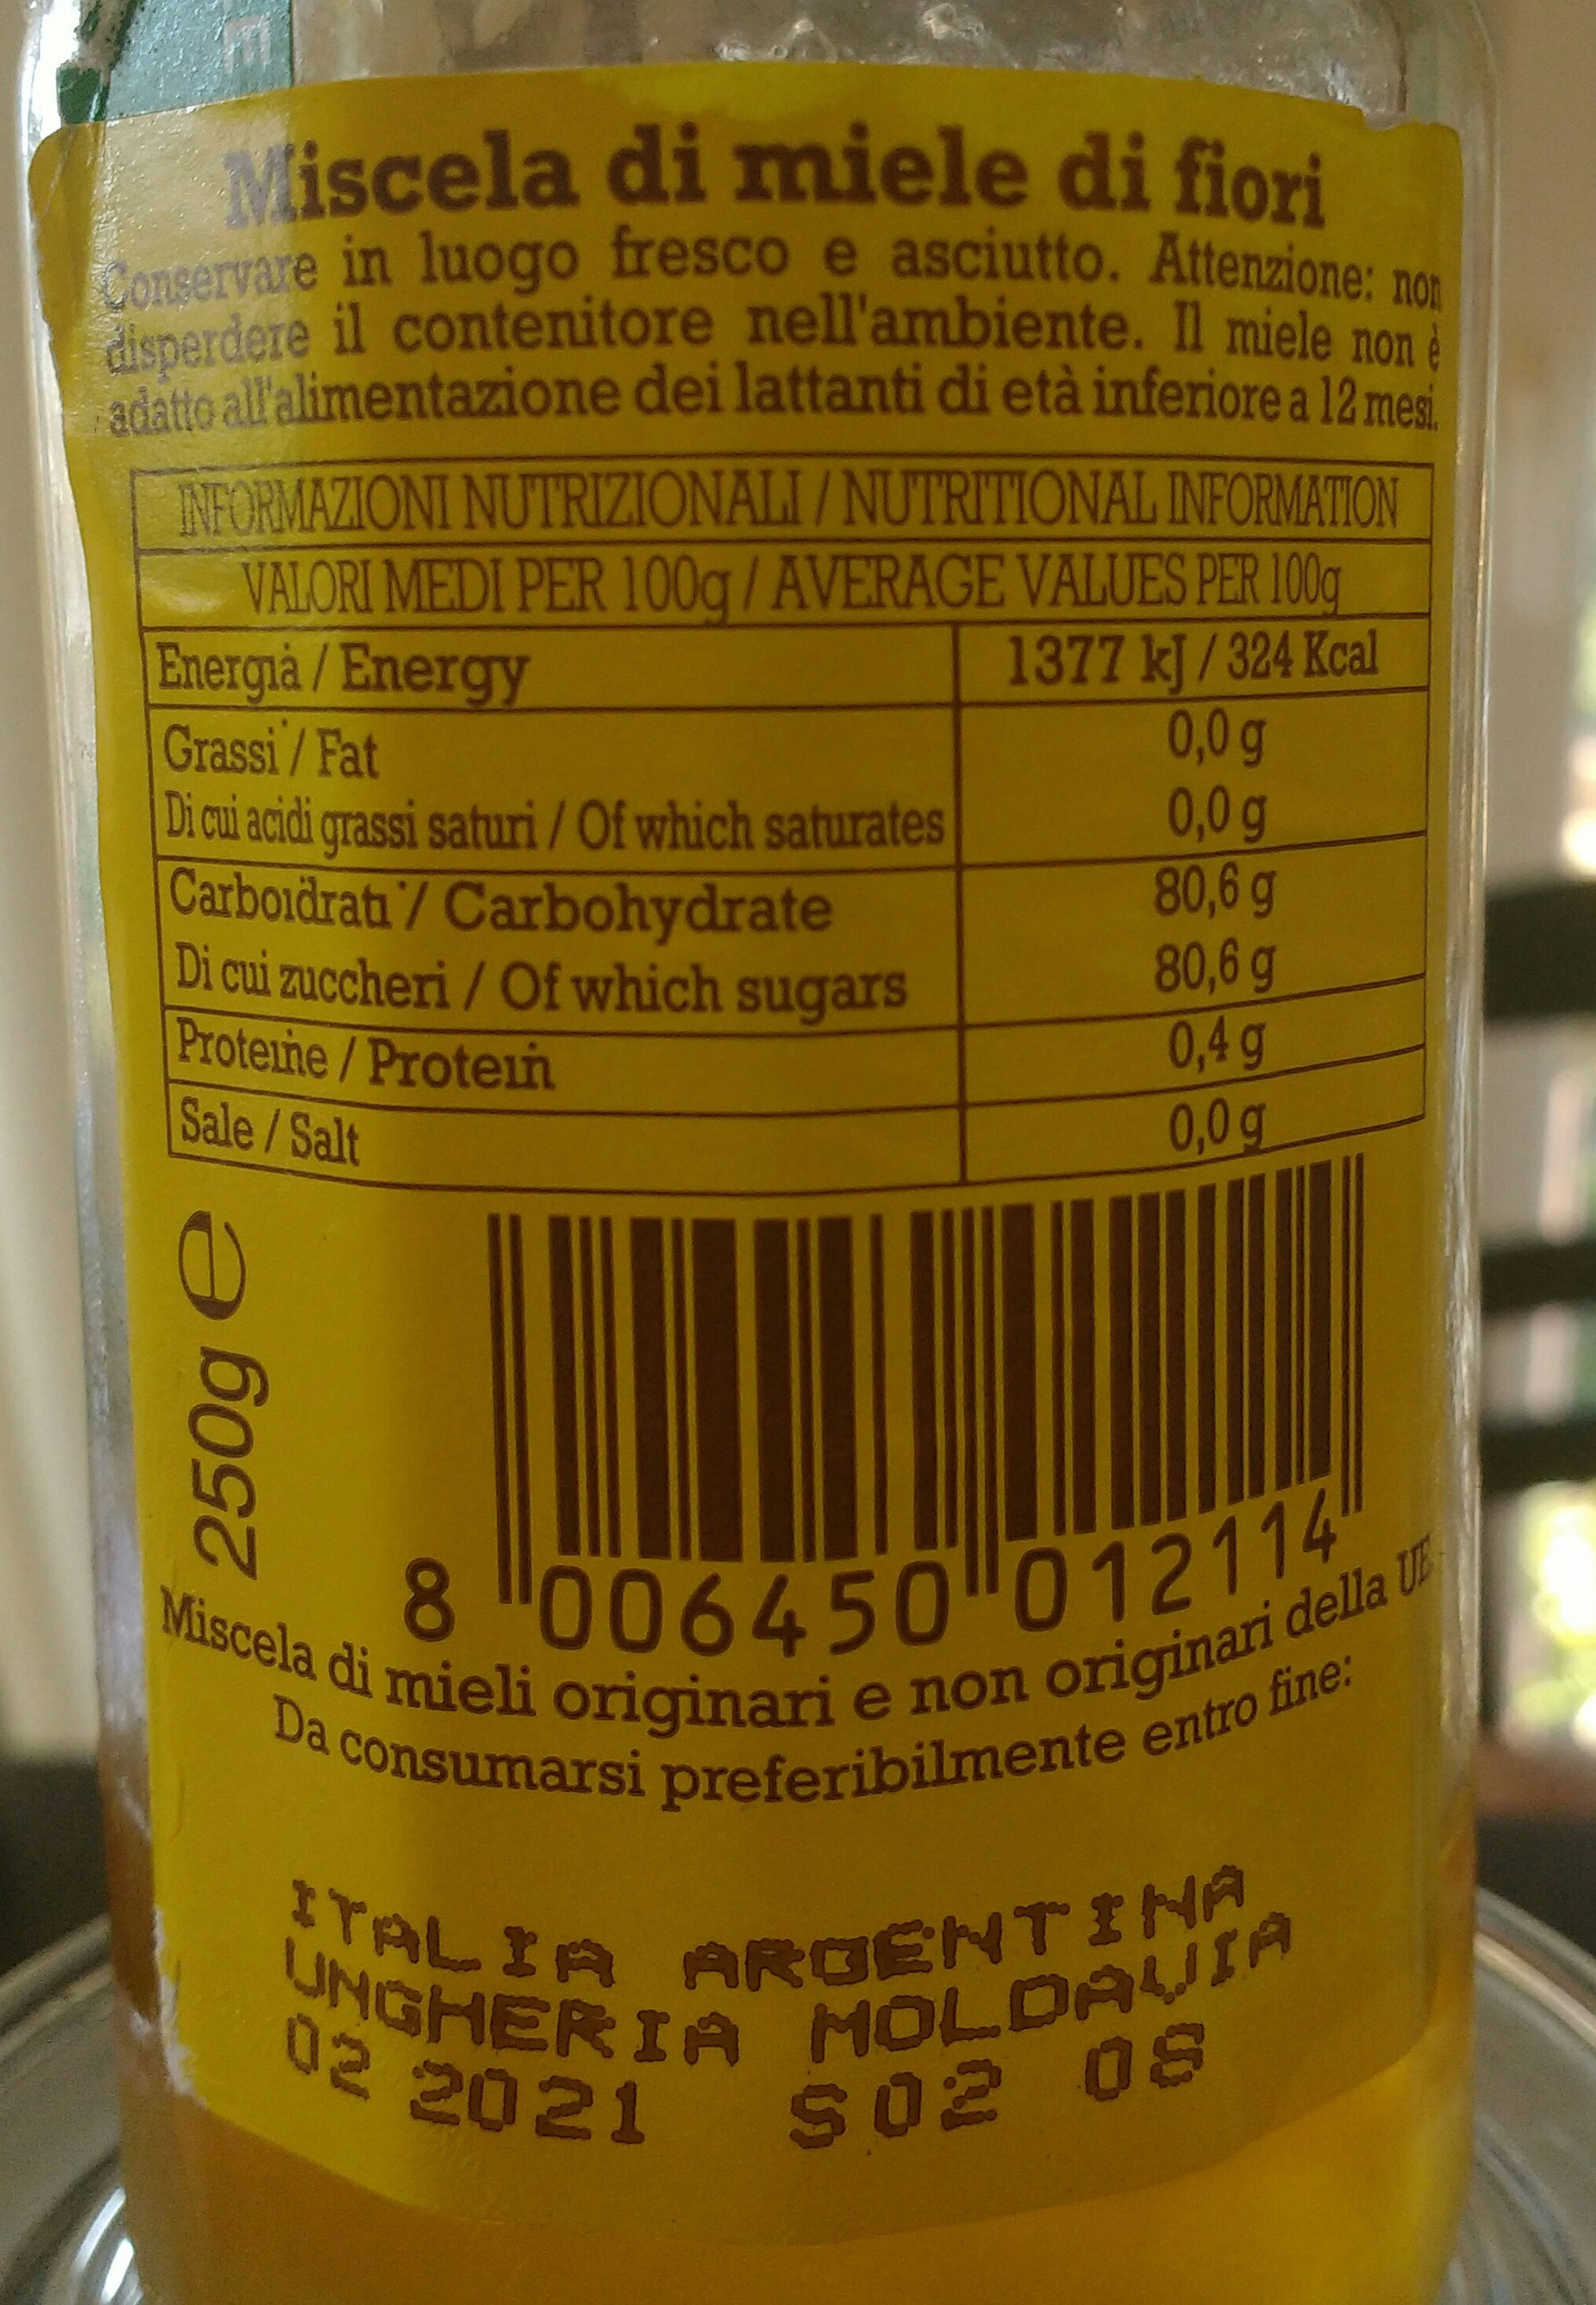 Miscela di miele di fiori
Conservare in luogo fresco e asciutto. Attenzione: non
disperdere il contenitore nell'ambiente. Il miele non è
adatto all'alimentazione dei lattanti di età inferiore a 12 mesi.
INFORMAZIONI NUTRIZIONALI / NUTRITIONAL INFORMATION
VALORI MEDI PER 100g / AVERAGE VALUES PER 100g
Energia / Energy 1377 kJ / 324 Kcal
Grassi / Fat 0,0 g
Di cui acidi grassi saturi / Of which saturates 0,0 g
Carboidrati / Carbohydrate 80,6 g
Di cui zuccheri / Of which sugars 80,6 g
Proteine / Protein 0,4 g
Sale / Salt 0,0 g
250g e
8 006450 012114
Miscela di mieli originari e non originari della UE
Da consumarsi preferibilmente entro fine:
ITALIA ARGENTINA
UNGHERIA MOLDAVIA
02 2021 S02 08